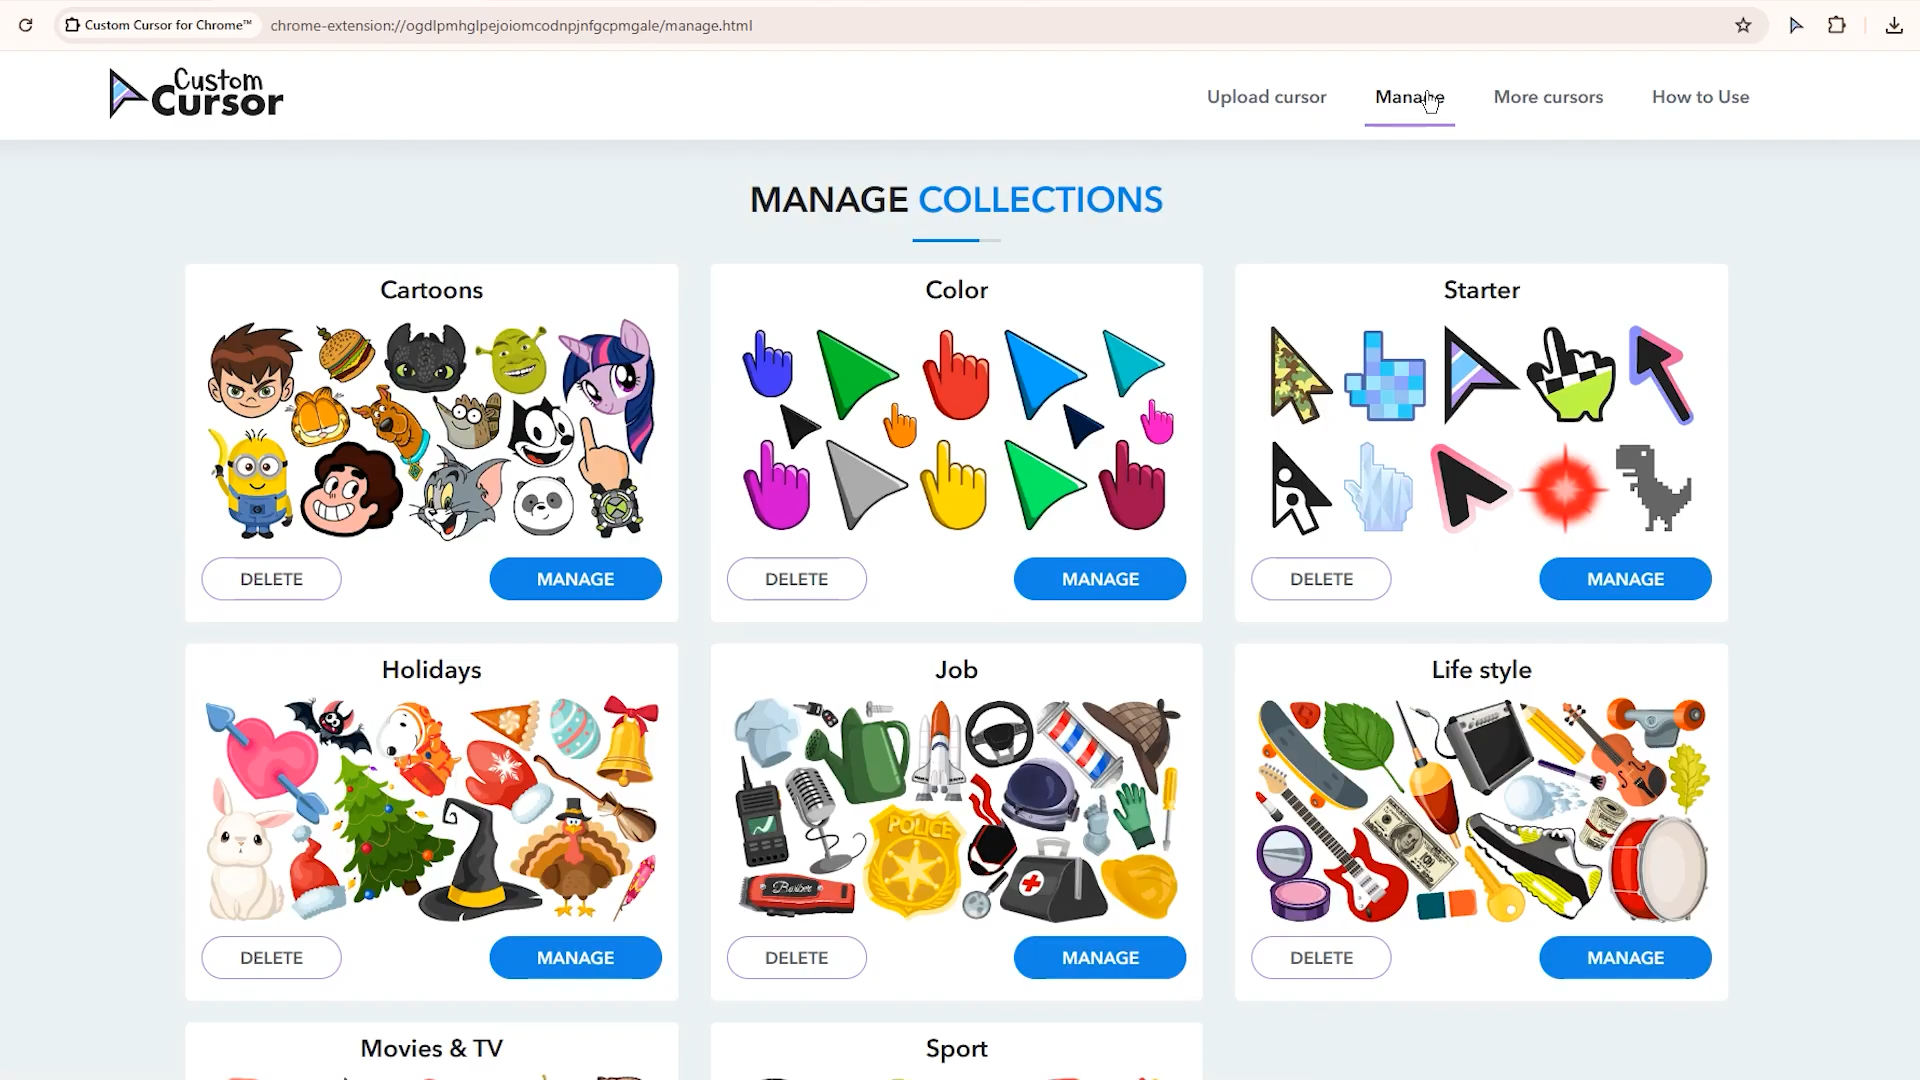 Custom Cursor for Chrome™ chrome-extension://ogdlpmhglpejoiomcodnpjnfgcpmgale/manage.html
Custom
Cursor
Upload cursor Manage More cursors How to Use
MANAGE COLLECTIONS
Cartoons Color Starter
DELETE MANAGE DELETE MANAGE DELETE MANAGE
Holidays Job Life style
POLICE
Barber
DELETE MANAGE DELETE MANAGE DELETE MANAGE
Movies & TV Sport